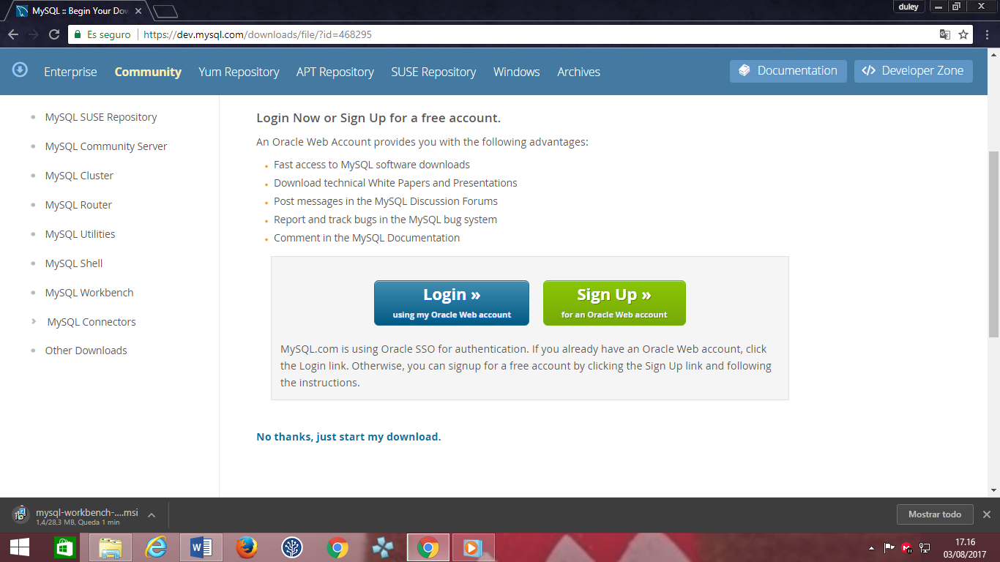 MySQL :: Begin Your Dow
duley
Es seguro
https://dev.mysql.com/downloads/file/?id=468295
Enterprise
Community
Yum Repository
APT Repository
SUSE Repository
Windows
Archives
Documentation
Developer Zone
MySQL SUSE Repository
MySQL Community Server
MySQL Cluster
MySQL Router
MySQL Utilities
MySQL Shell
MySQL Workbench
MySQL Connectors
Other Downloads
Login Now or Sign Up for a free account.
An Oracle Web Account provides you with the following advantages:
Fast access to MySQL software downloads
Download technical White Papers and Presentations
Post messages in the MySQL Discussion Forums
Report and track bugs in the MySQL bug system
Comment in the MySQL Documentation
Login »
using my Oracle Web account
Sign Up »
for an Oracle Web account
MySQL.com is using Oracle SSO for authentication. If you already have an Oracle Web account, click
the Login link. Otherwise, you can signup for a free account by clicking the Sign Up link and following
the instructions.
No thanks, just start my download.
mysql-workbench-....msi
1,4/28,3 MB, Queda 1 min
Mostrar todo
17.16
03/08/2017